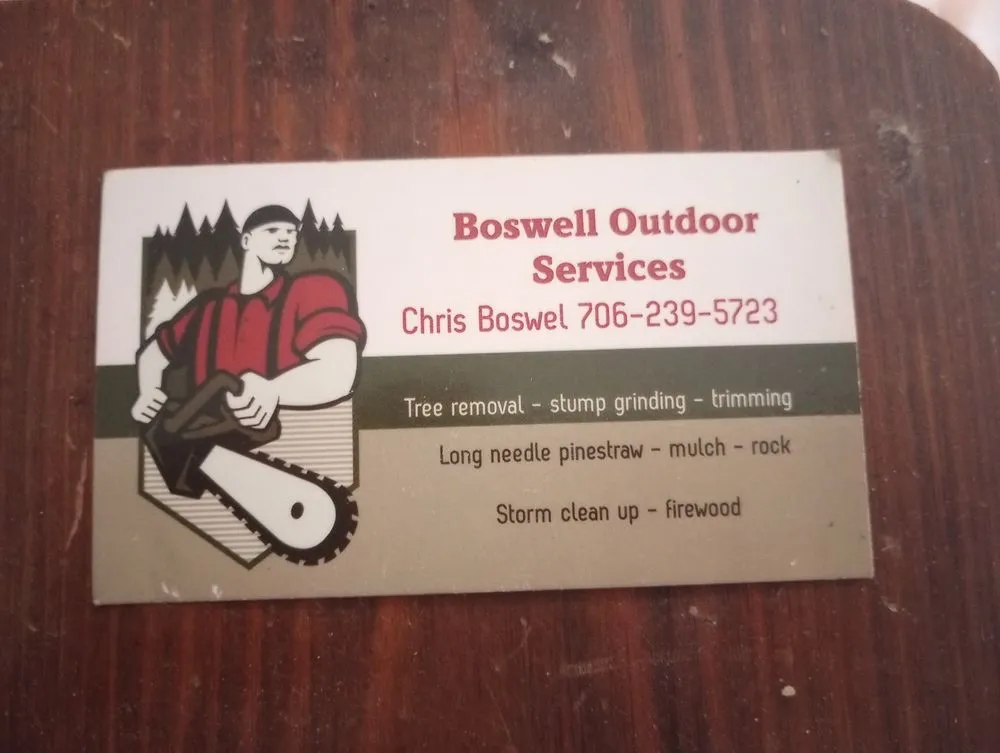 Boswell Outdoor
Services
Chris Boswel 706-239-5723
Tree removal - stump grinding - trimming
Long needle pinestraw - mulch - rock
Storm clean up - firewood